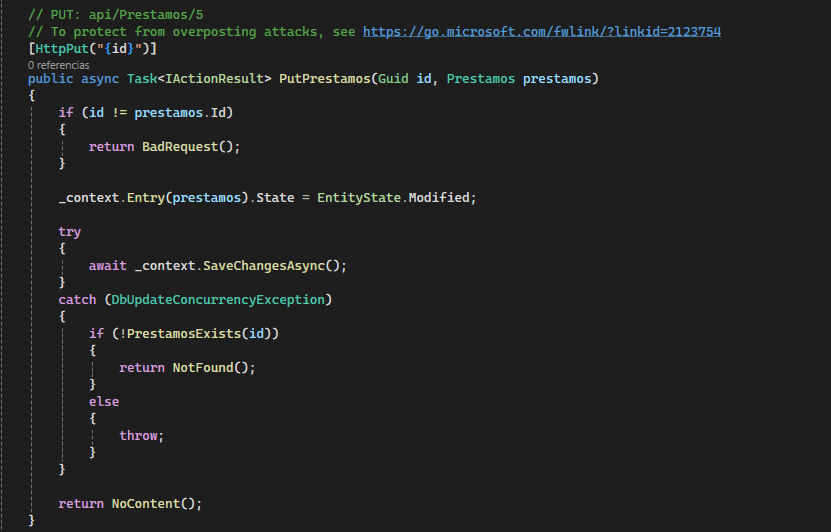 // PUT: api/Prestamos/5
// To protect from overposting attacks, see https://go.microsoft.com/fwlink/?linkid=2123754
[HttpPut("{id}")]
0 referencias
public async Task<IActionResult> PutPrestamos(Guid id, Prestamos prestamos)
{
    if (id != prestamos.Id)
    {
        return BadRequest();
    }

    _context.Entry(prestamos).State = EntityState.Modified;

    try
    {
        await _context.SaveChangesAsync();
    }
    catch (DbUpdateConcurrencyException)
    {
        if (!PrestamosExists(id))
        {
            return NotFound();
        }
        else
        {
            throw;
        }
    }

    return NoContent();
}